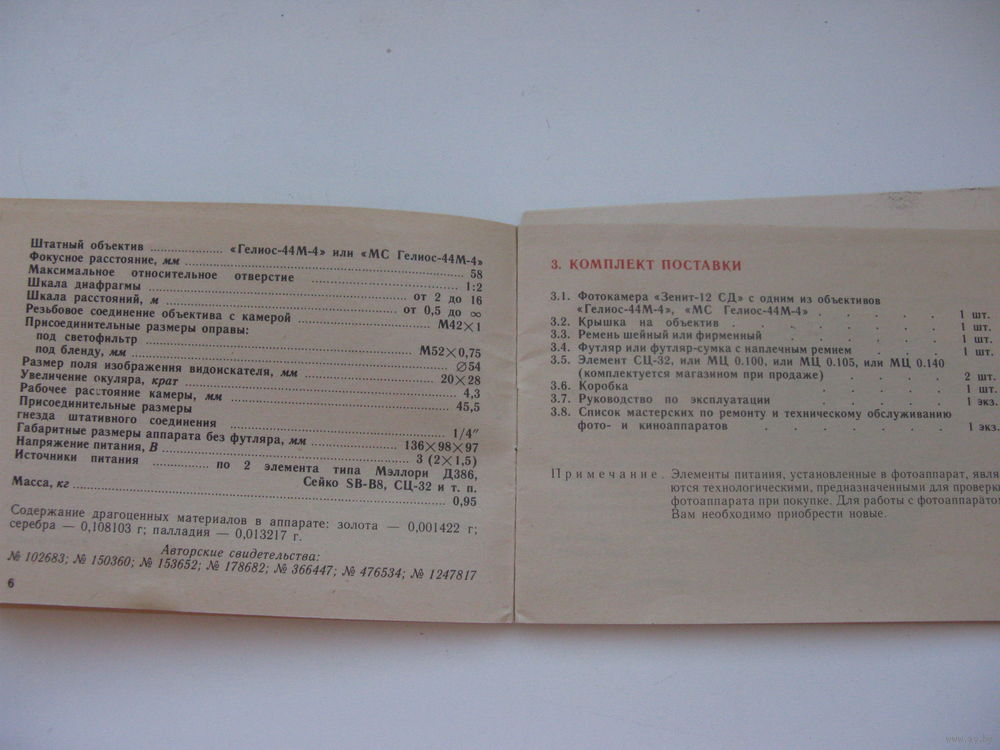 Штатный объектив .................. «Гелиос-44М-4» или «МС Гелиос-44М-4»
Фокусное расстояние, мм .................. 58
Максимальное относительное отверстие .................. 1:2
Шкала диафрагмы .................. от 2 до 16
Шкала расстояний, м .................. от 0,5 до ∞
Резьбовое соединение объектива с камерой .................. М42×1
Присоединительные размеры оправы:
под светофильтр .................. М52×0,75
под бленду, мм .................. ∅54
Размер поля изображения видоискателя, мм .................. 20×28
Увеличение окуляра, крат .................. 4,3
Рабочее расстояние камеры, мм .................. 45,5
Присоединительные размеры
гнезда штативного соединения .................. 1/4″
Габаритные размеры аппарата без футляра, мм .................. 136×98×97
Напряжение питания, В .................. 3 (2×1,5)
Источники питания .................. по 2 элемента типа Мэллори Д386,
Сейко SB-B8, СЦ-32 и т. п.
Масса, кг .................. 0,95
Содержание драгоценных материалов в аппарате: золота — 0,001422 г;
серебра — 0,108103 г; палладия — 0,013217 г.
Авторские свидетельства:
№ 102683; № 150360; № 153652; № 178682; № 366447; № 476534; № 1247817
6
3. КОМПЛЕКТ ПОСТАВКИ
3.1. Фотокамера «Зенит-12 СД» с одним из объективов
«Гелиос-44М-4», «МС Гелиос-44М-4» . . . . . . 1 шт.
3.2. Крышка на объектив . . . . . . . . 1 шт.
3.3. Ремень шейный или фирменный . . . . . . 1 шт.
3.4. Футляр или футляр-сумка с наплечным ремнем . . 1 шт.
3.5. Элемент СЦ-32, или МЦ 0.100, или МЦ 0.105, или МЦ 0.140
(комплектуется магазином при продаже) . . . . 2 шт.
3.6. Коробка . . . . . . . . 1 шт.
3.7. Руководство по эксплуатации . . . . . 1 экз.
3.8. Список мастерских по ремонту и техническому обслуживанию
фото- и киноаппаратов . . . . . . . 1 экз.
Примечание. Элементы питания, установленные в фотоаппарат, явля-
ются технологическими, предназначенными для проверки
фотоаппарата при покупке. Для работы с фотоаппаратом
Вам необходимо приобрести новые.
www.ay.by